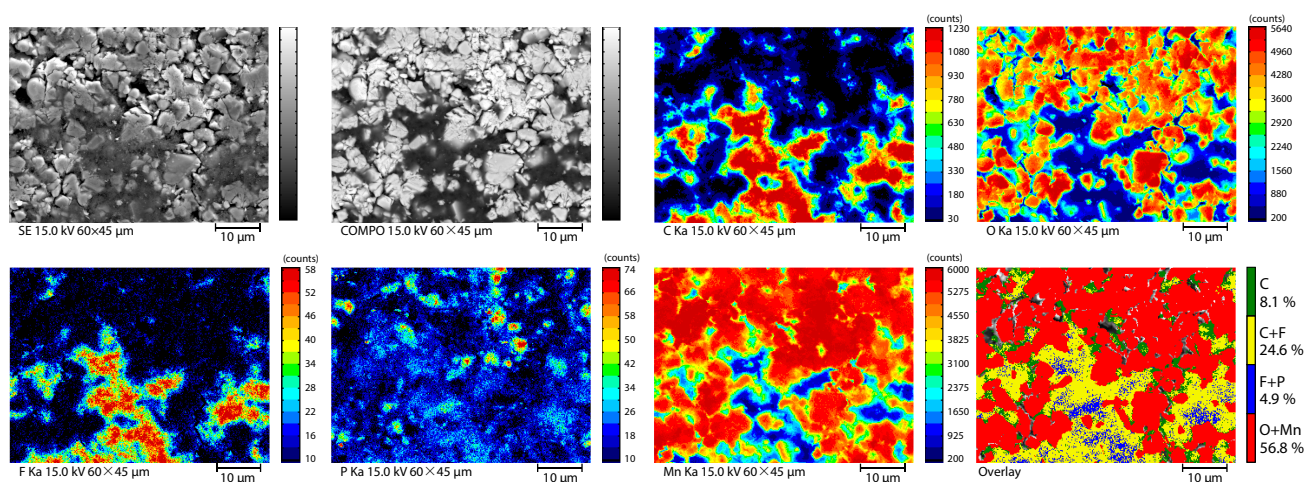 (counts)
1230
1080
930
780
630
480
330
180
30
(counts)
5640
4960
4280
3600
2920
2240
1560
880
200
SE 15.0 kV 60×45 µm
10 µm
COMPO 15.0 kV 60×45 µm
10 µm
C Ka 15.0 kV 60×45 µm
10 µm
O Ka 15.0 kV 60×45 µm
10 µm
(counts)
58
52
46
40
34
28
22
16
10
(counts)
74
66
58
50
42
34
26
18
10
(counts)
6000
5275
4550
3825
3100
2375
1650
925
200
C
8.1 %
C+F
24.6 %
F+P
4.9 %
O+Mn
56.8 %
F Ka 15.0 kV 60×45 µm
10 µm
P Ka 15.0 kV 60×45 µm
10 µm
Mn Ka 15.0 kV 60×45 µm
10 µm
Overlay
10 µm